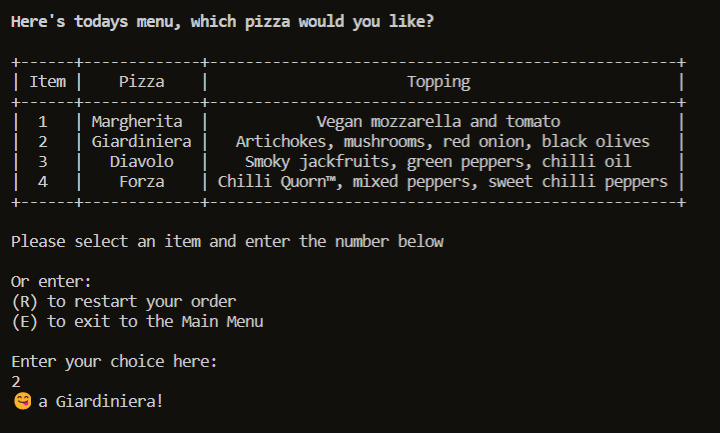 Here's todays menu, which pizza would you like?
+------+-------------+----------------------------------------------------+
| Item |    Pizza    |                      Topping                       |
+------+-------------+----------------------------------------------------+
|  1   | Margherita  |            Vegan mozzarella and tomato             |
|  2   | Giardiniera |   Artichokes, mushrooms, red onion, black olives   |
|  3   |   Diavolo   |    Smoky jackfruits, green peppers, chilli oil     |
|  4   |    Forza    | Chilli Quorn™, mixed peppers, sweet chilli peppers |
+------+-------------+----------------------------------------------------+
Please select an item and enter the number below
Or enter:
(R) to restart your order
(E) to exit to the Main Menu
Enter your choice here:
2
😋 a Giardiniera!